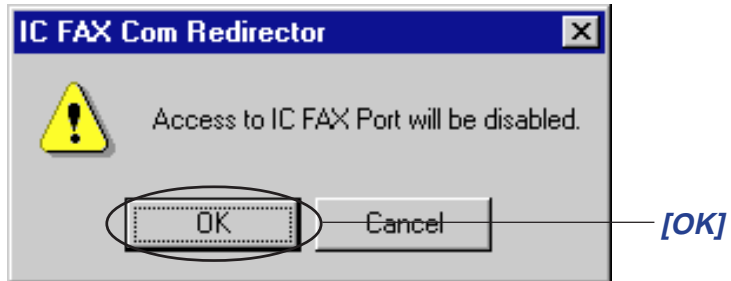 IC FAX Com Redirector
Access to IC FAX Port will be disabled.
OK Cancel [OK]